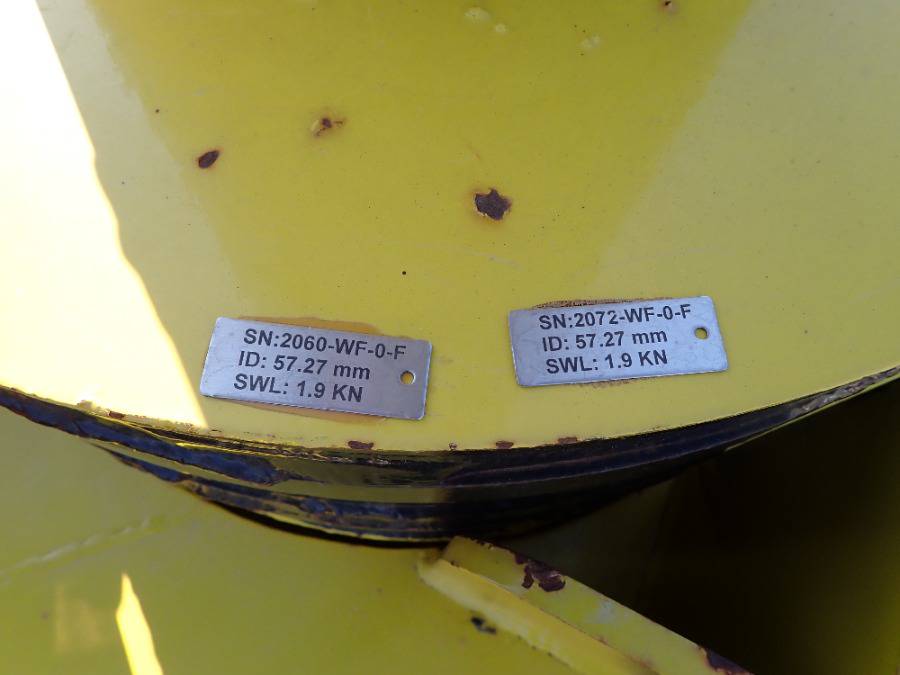 SN:2060-WF-0-F
ID: 57.27 mm
SWL: 1.9 KN
SN:2072-WF-0-F
ID: 57.27 mm
SWL: 1.9 KN